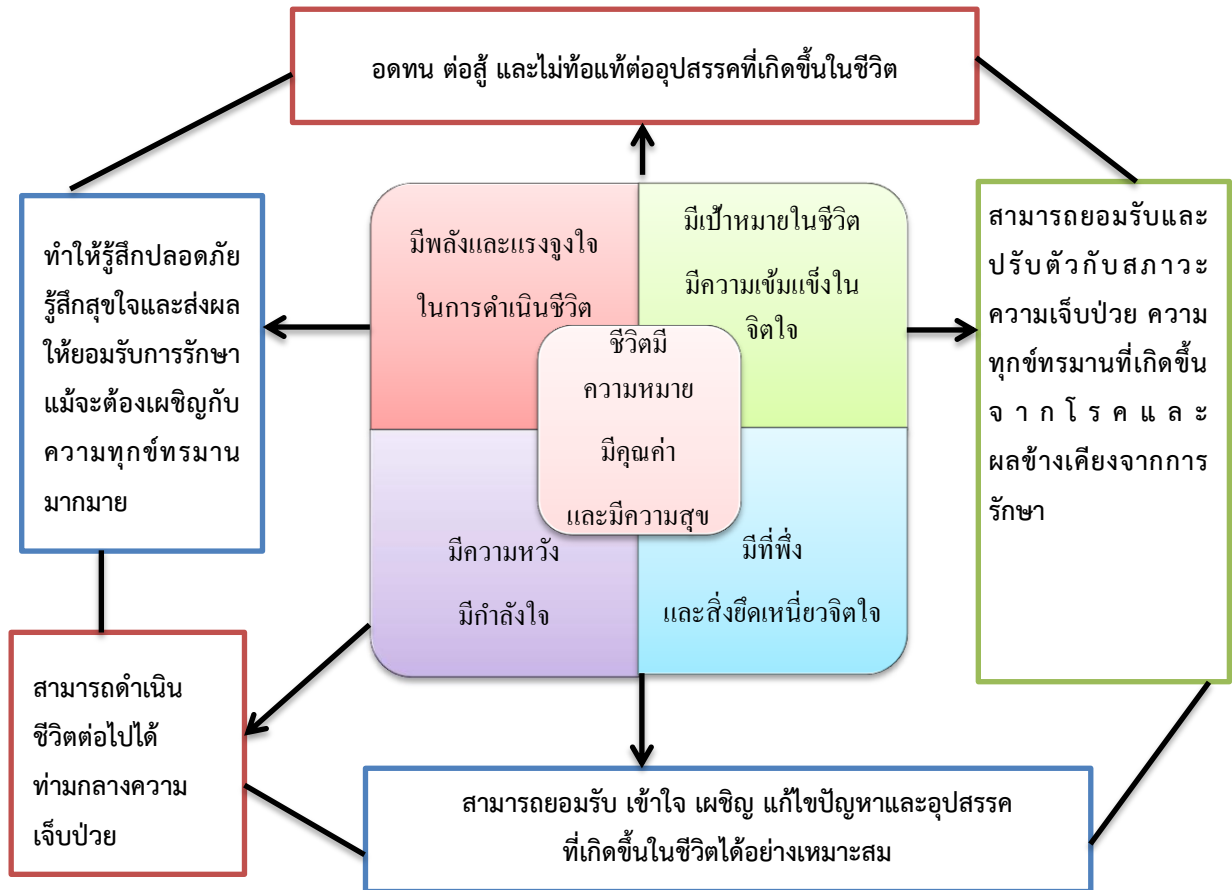 อดทน ต่อสู้ และไม่ท้อแท้ต่ออุปสรรคที่เกิดขึ้นในชีวิต
ทำให้รู้สึกปลอดภัย
รู้สึกสุขใจและส่งผล
ให้ยอมรับการรักษา
แม้จะต้องเผชิญกับ
ความทุกข์ทรมาน
มากมาย
มีพลังและแรงจูงใจ
ในการดำเนินชีวิต
มีเป้าหมายในชีวิต
มีความเข้มแข็งใน
จิตใจ
ชีวิตมี
ความหมาย
มีคุณค่า
และมีความสุข
มีความหวัง
มีกำลังใจ
มีที่พึ่ง
และสิ่งยึดเหนี่ยวจิตใจ
สามารถยอมรับและ
ปรับตัวกับสภาวะ
ความเจ็บป่วย ความ
ทุกข์ทรมานที่เกิดขึ้น
จากโรคและ
ผลข้างเคียงจากการ
รักษา
สามารถดำเนิน
ชีวิตต่อไปได้
ท่ามกลางความ
เจ็บป่วย
สามารถยอมรับ เข้าใจ เผชิญ แก้ไขปัญหาและอุปสรรค
ที่เกิดขึ้นในชีวิตได้อย่างเหมาะสม